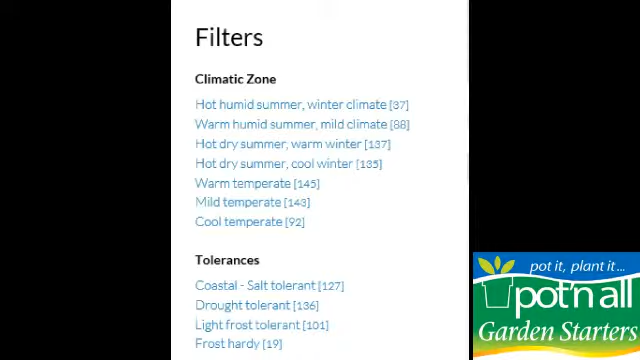 Filters
Climatic Zone
Hot humid summer, winter climate [37]
Warm humid summer, mild climate [88]
Hot dry summer, warm winter [137]
Hot dry summer, cool winter [135]
Warm temperate [145]
Mild temperate [143]
Cool temperate [92]
Tolerances
Coastal - Salt tolerant [127]
Drought tolerant [136]
Light frost tolerant [101]
Frost hardy [19]
pot it, plant it...
pot'n all
Garden Starters